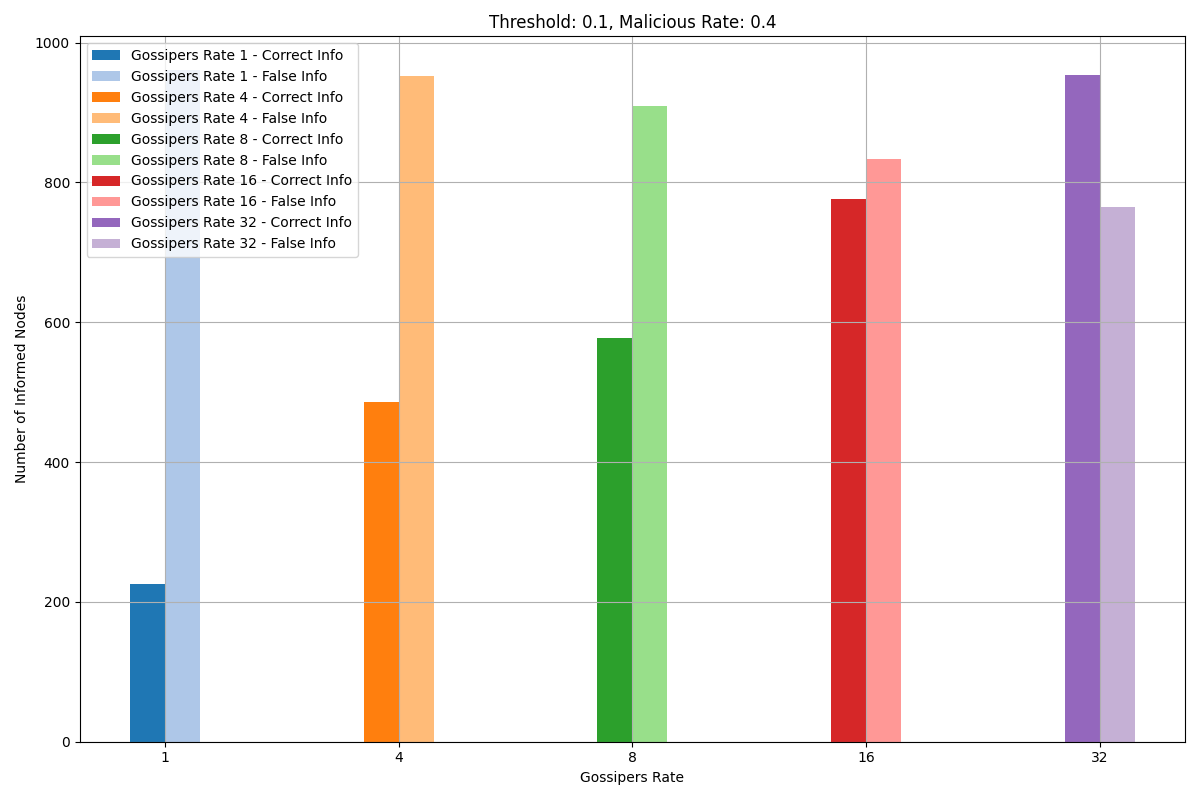 Threshold: 0.1, Malicious Rate: 0.4
1000
800
600
400
200
0
Number of Informed Nodes
Gossipers Rate 1 - Correct Info
Gossipers Rate 1 - False Info
Gossipers Rate 4 - Correct Info
Gossipers Rate 4 - False Info
Gossipers Rate 8 - Correct Info
Gossipers Rate 8 - False Info
Gossipers Rate 16 - Correct Info
Gossipers Rate 16 - False Info
Gossipers Rate 32 - Correct Info
Gossipers Rate 32 - False Info
1 4 8 16 32
Gossipers Rate